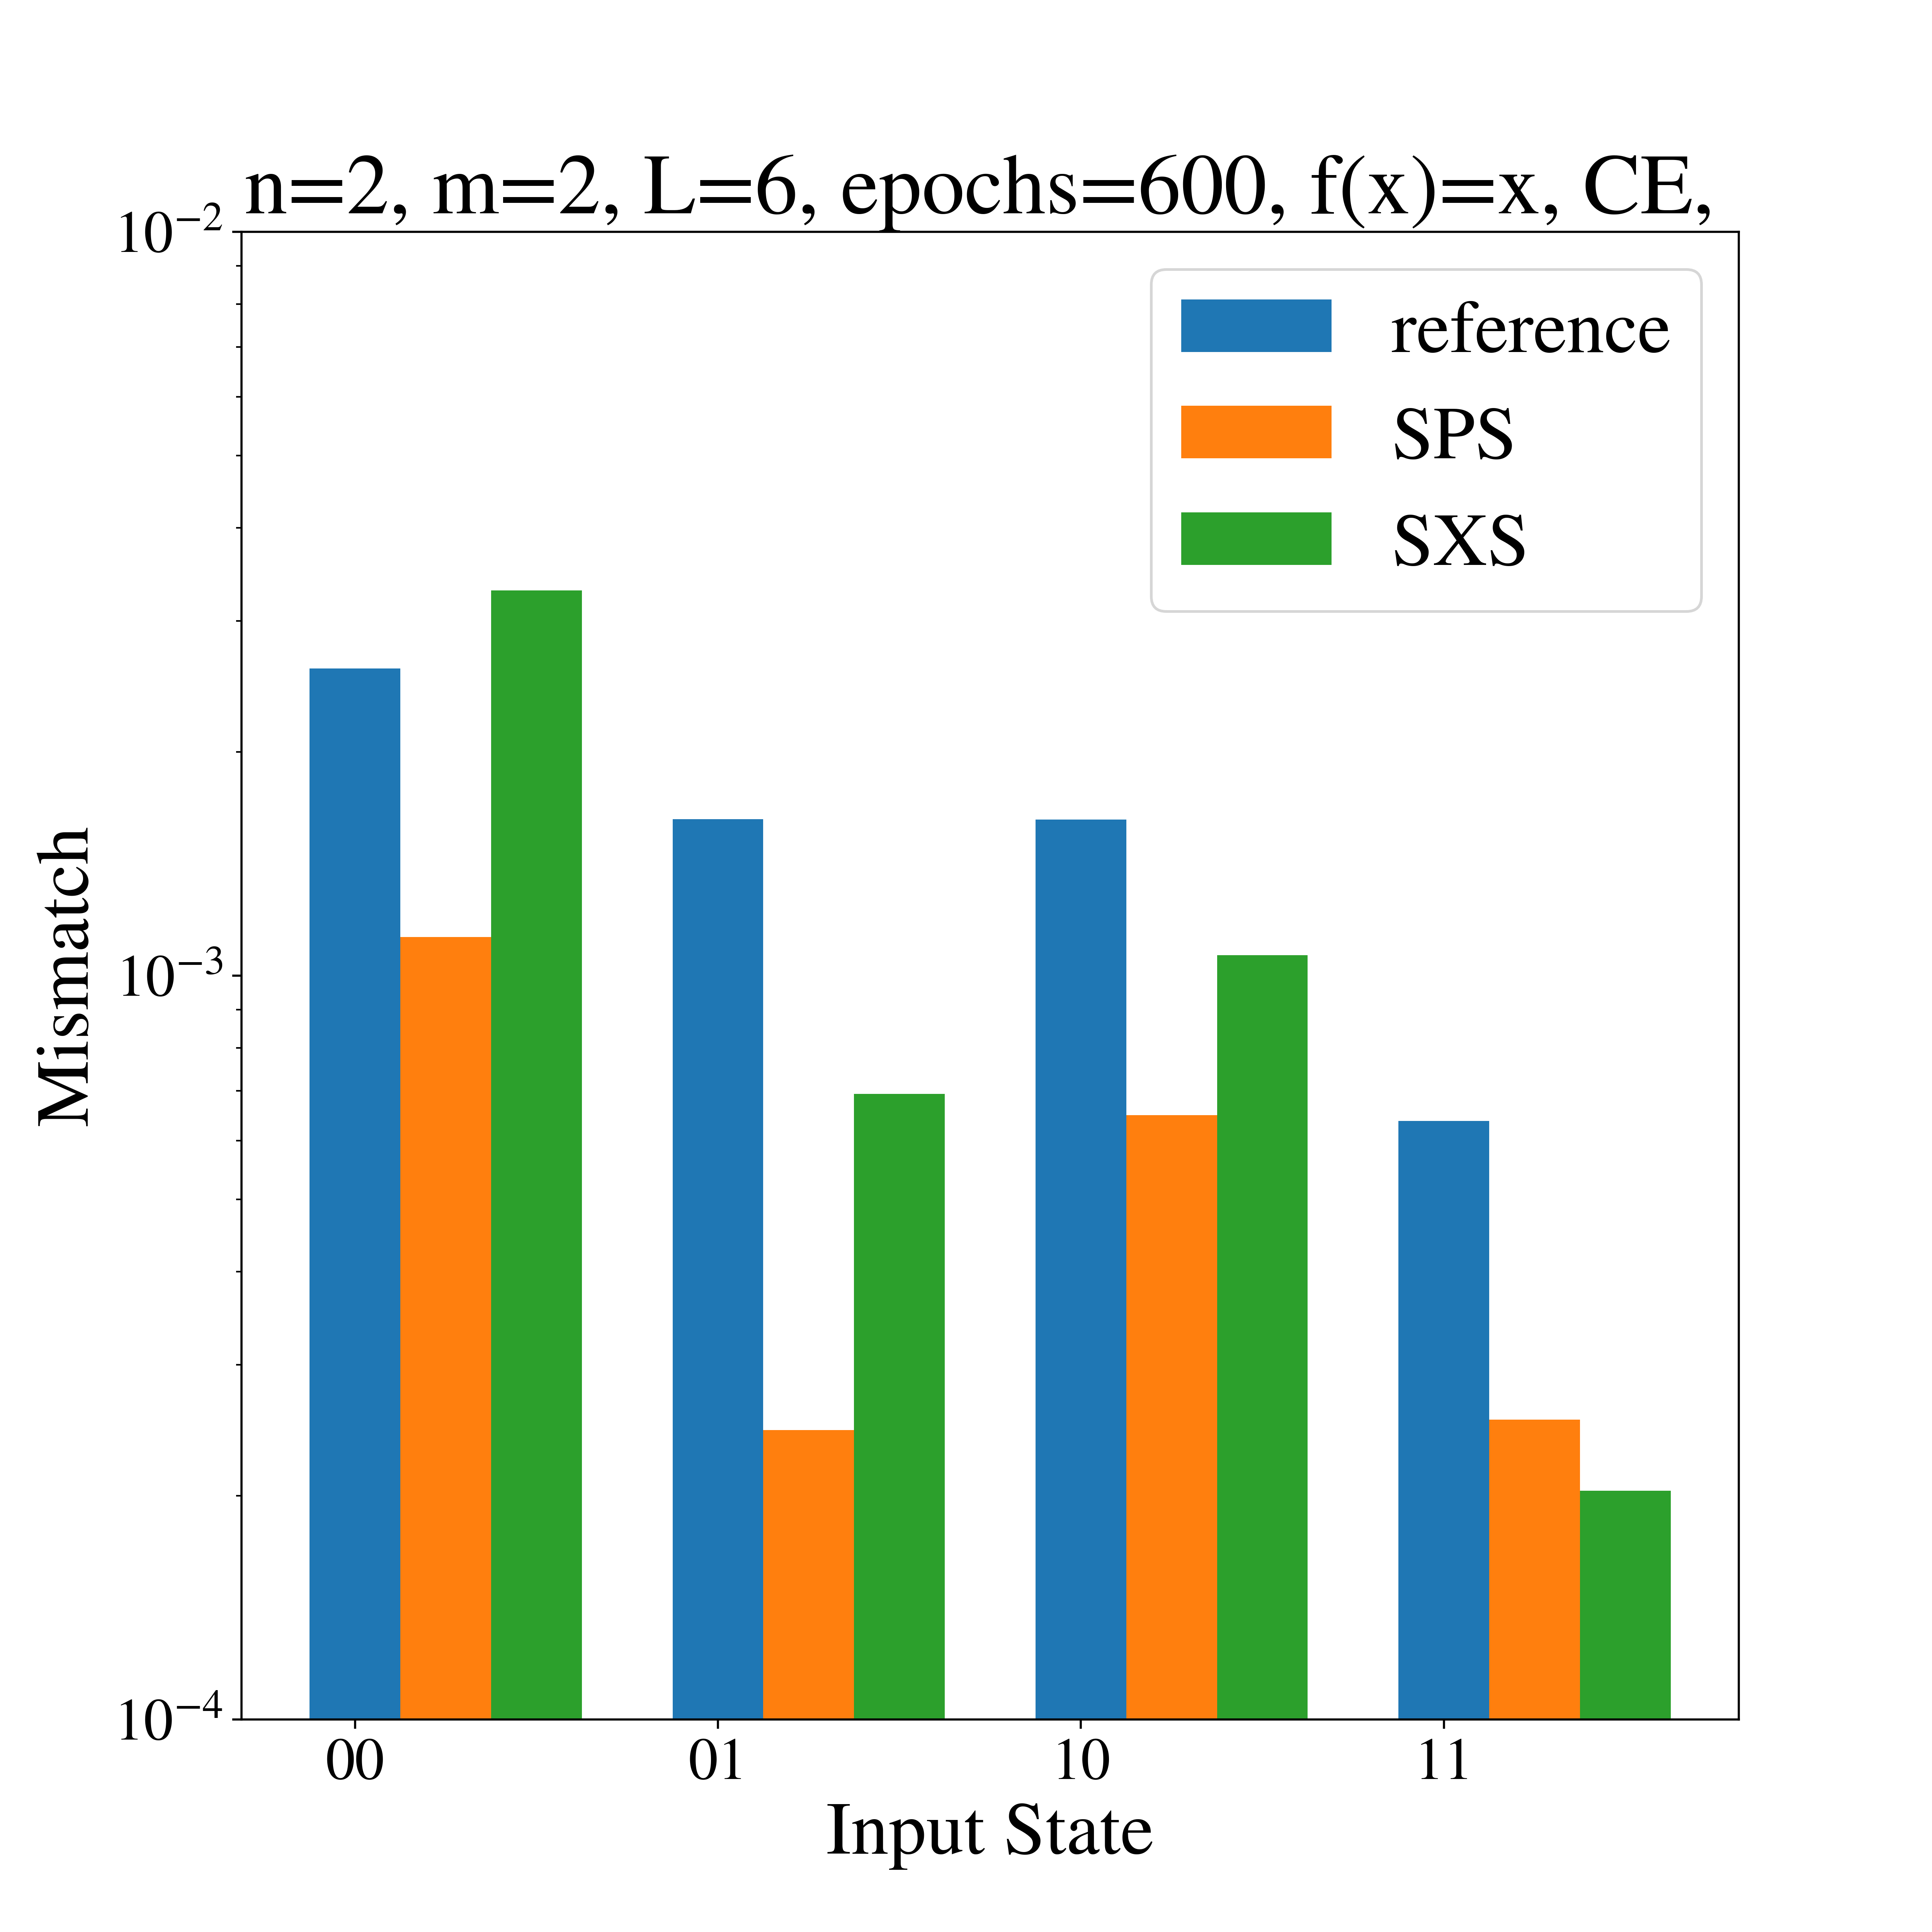 n=2, m=2, L=6, epochs=600, f(x)=x, CE,
10⁻²
10⁻³
10⁻⁴
Mismatch
reference
SPS
SXS
00 01 10 11
Input State